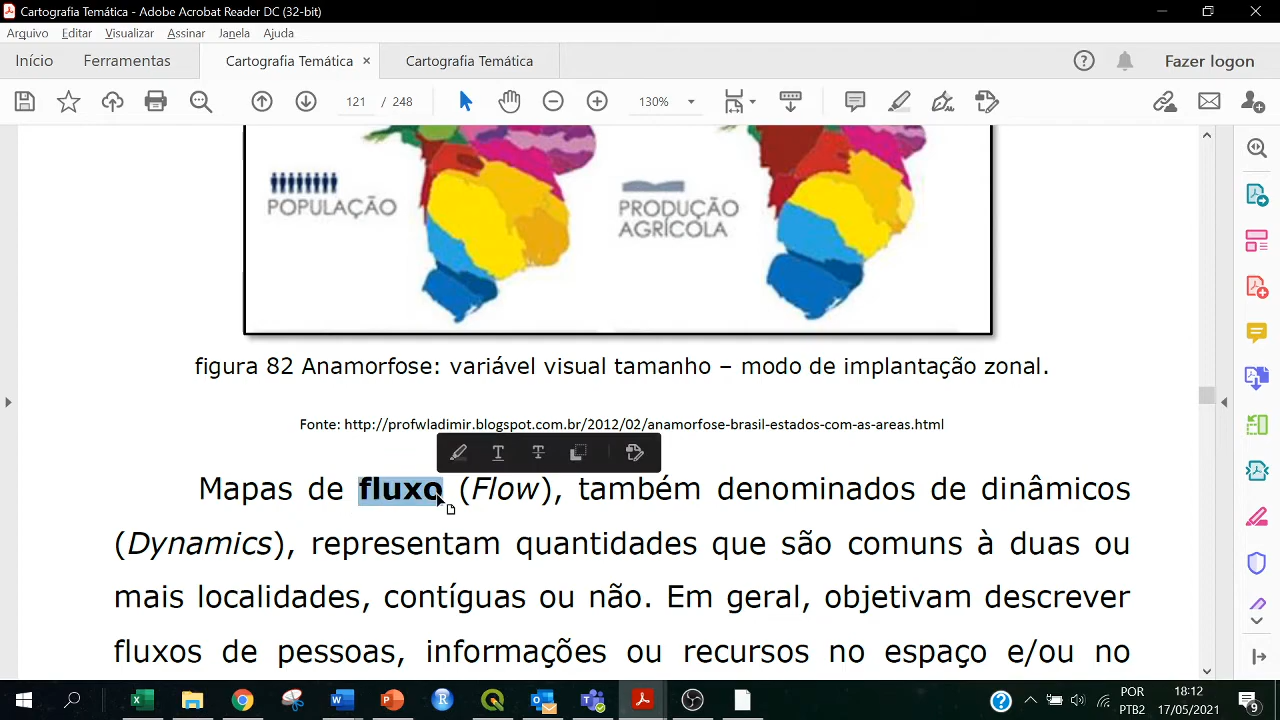 Cartografia Temática - Adobe Acrobat Reader DC (32-bit)
Arquivo Editar Visualizar Assinar Janela Ajuda
Início Ferramentas Cartografia Temática × Cartografia Temática Fazer logon
121 / 248 130%
POPULAÇÃO
PRODUÇÃO
AGRÍCOLA
figura 82 Anamorfose: variável visual tamanho – modo de implantação zonal.
Fonte: http://profwladimir.blogspot.com.br/2012/02/anamorfose-brasil-estados-com-as-areas.html
Mapas de fluxo (Flow), também denominados de dinâmicos
(Dynamics), representam quantidades que são comuns à duas ou
mais localidades, contíguas ou não. Em geral, objetivam descrever
fluxos de pessoas, informações ou recursos no espaço e/ou no
POR 18:12
PTB2 17/05/2021 9